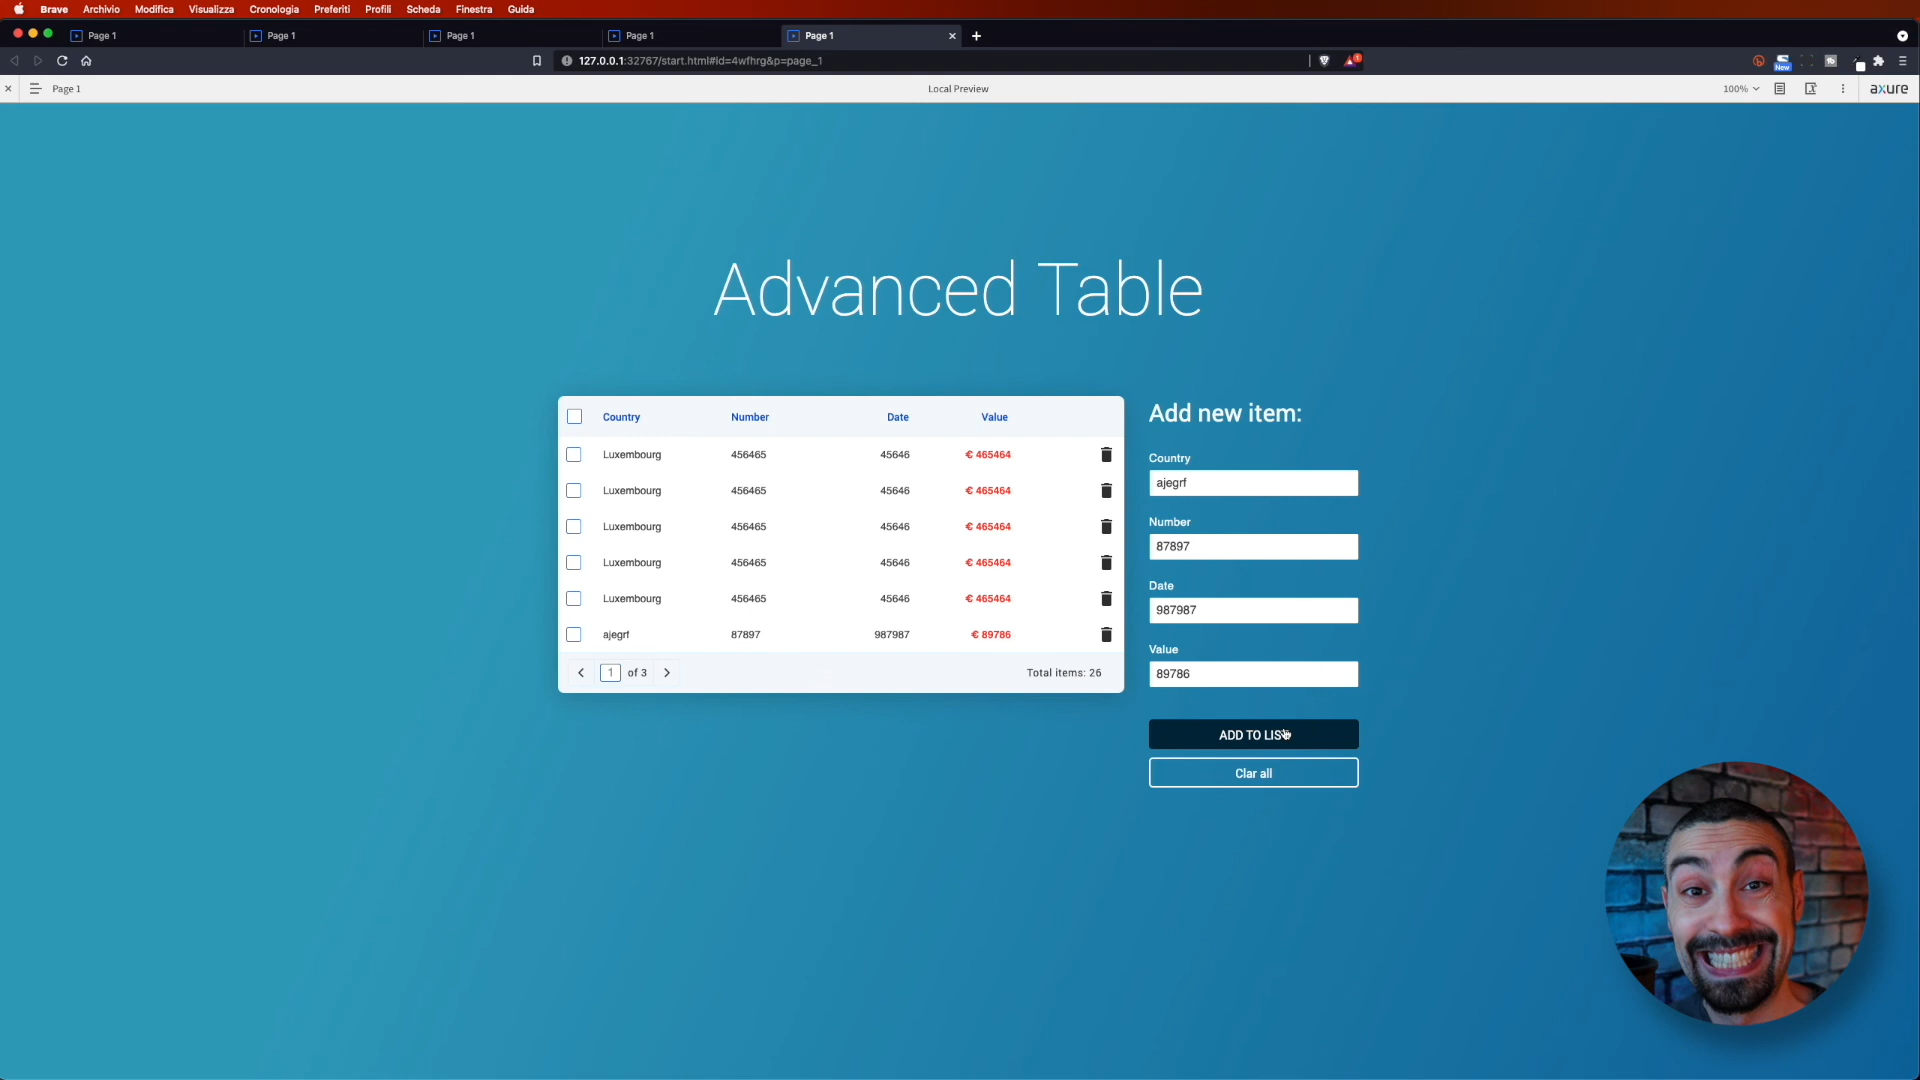 Brave Archivio Modifica Visualizza Cronologia Preferiti Profili Scheda Finestra Guida
Page 1 Page 1 Page 1 Page 1 Page 1
127.0.0.1:32767/start.html#id=4wfhrg&p=page_1 1 New
Page 1 Local Preview 100% axure
Advanced Table
Country Number Date Value
Luxembourg 456465 45646 € 465464
Luxembourg 456465 45646 € 465464
Luxembourg 456465 45646 € 465464
Luxembourg 456465 45646 € 465464
Luxembourg 456465 45646 € 465464
ajegrf 87897 987987 € 89786
1 of 3 Total items: 26
Add new item:
Country
ajegrf
Number
87897
Date
987987
Value
89786
ADD TO LIST
Clar all